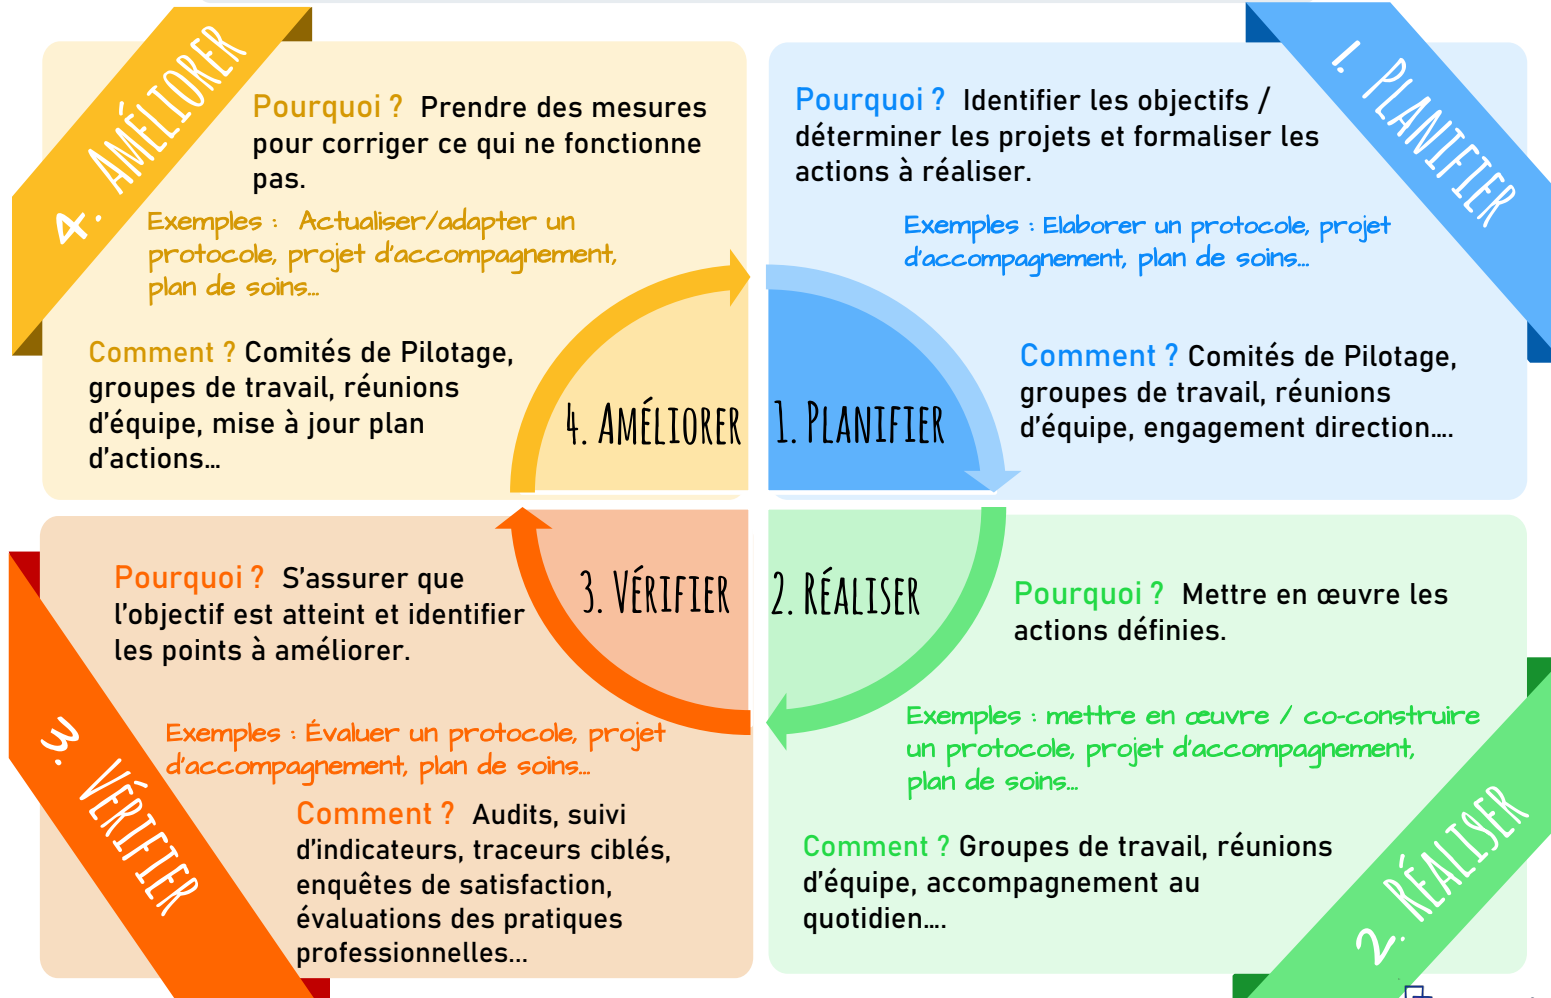 4. AMÉLIORER
Pourquoi ? Prendre des mesures
pour corriger ce qui ne fonctionne
pas.
Exemples : Actualiser/adapter un
protocole, projet d'accompagnement,
plan de soins...
Comment ? Comités de Pilotage,
groupes de travail, réunions
d'équipe, mise à jour plan
d'actions...
4. AMÉLIORER
1. PLANIFIER
Pourquoi ? Identifier les objectifs /
déterminer les projets et formaliser les
actions à réaliser.
Exemples : Elaborer un protocole, projet
d'accompagnement, plan de soins...
Comment ? Comités de Pilotage,
groupes de travail, réunions
d'équipe, engagement direction....
1. PLANIFIER
3. VÉRIFIER
Pourquoi ? S'assurer que
l'objectif est atteint et identifier
les points à améliorer.
Exemples : Évaluer un protocole, projet
d'accompagnement, plan de soins...
Comment ? Audits, suivi
d'indicateurs, traceurs ciblés,
enquêtes de satisfaction,
évaluations des pratiques
professionnelles...
3. VÉRIFIER
2. RÉALISER
Pourquoi ? Mettre en œuvre les
actions définies.
Exemples : mettre en œuvre / co-construire
un protocole, projet d'accompagnement,
plan de soins...
Comment ? Groupes de travail, réunions
d'équipe, accompagnement au
quotidien....
2. RÉALISER